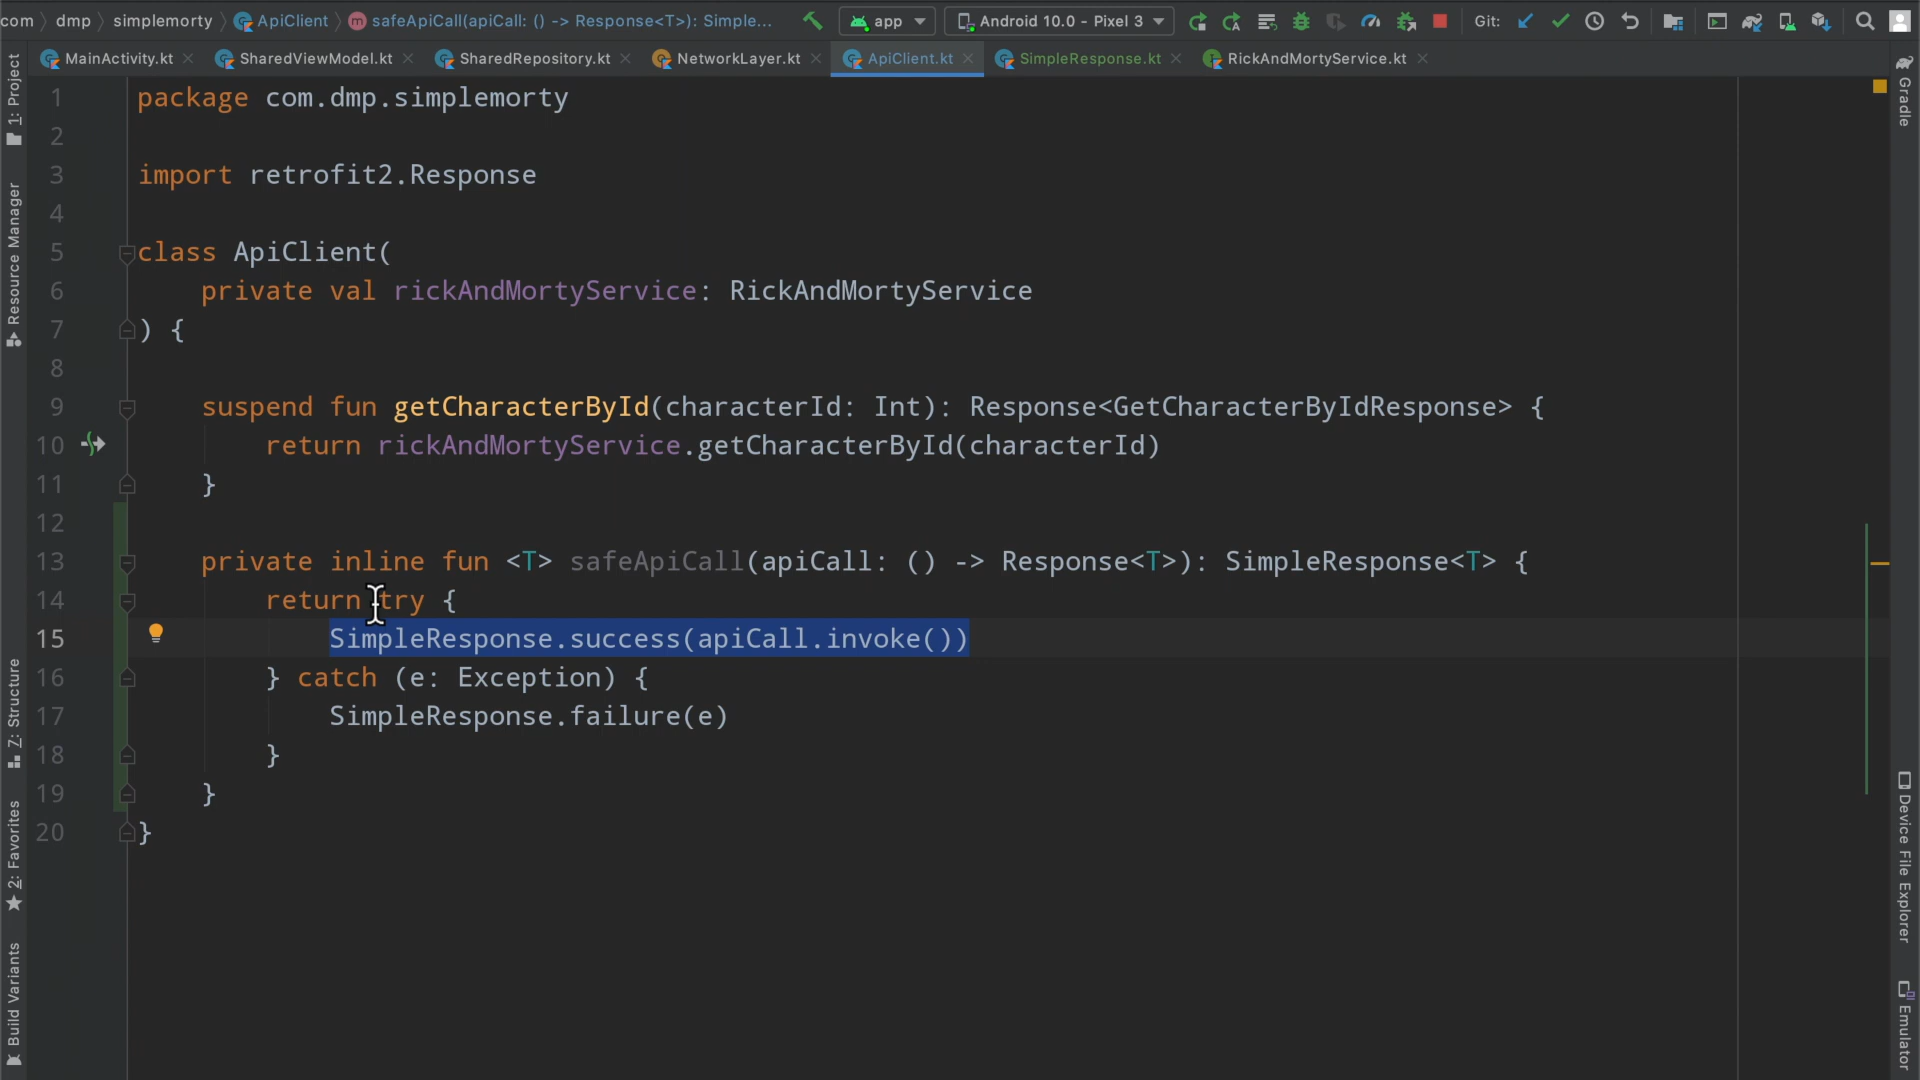 com dmp simplemorty ApiClient safeApiCall(apiCall: () -> Response<T>): Simple... app Android 10.0 - Pixel 3 Git:
MainActivity.kt SharedViewModel.kt SharedRepository.kt NetworkLayer.kt ApiClient.kt SimpleResponse.kt RickAndMortyService.kt
1: Project
Resource Manager
Z: Structure
2: Favorites
Build Variants
1 package com.dmp.simplemorty
2
3 import retrofit2.Response
4
5 class ApiClient(
6 private val rickAndMortyService: RickAndMortyService
7 ) {
8
9 suspend fun getCharacterById(characterId: Int): Response<GetCharacterByIdResponse> {
10 return rickAndMortyService.getCharacterById(characterId)
11 }
12
13 private inline fun <T> safeApiCall(apiCall: () -> Response<T>): SimpleResponse<T> {
14 return try {
15 SimpleResponse.success(apiCall.invoke())
16 } catch (e: Exception) {
17 SimpleResponse.failure(e)
18 }
19 }
20 }
Gradle
Device File Explorer
Emulator